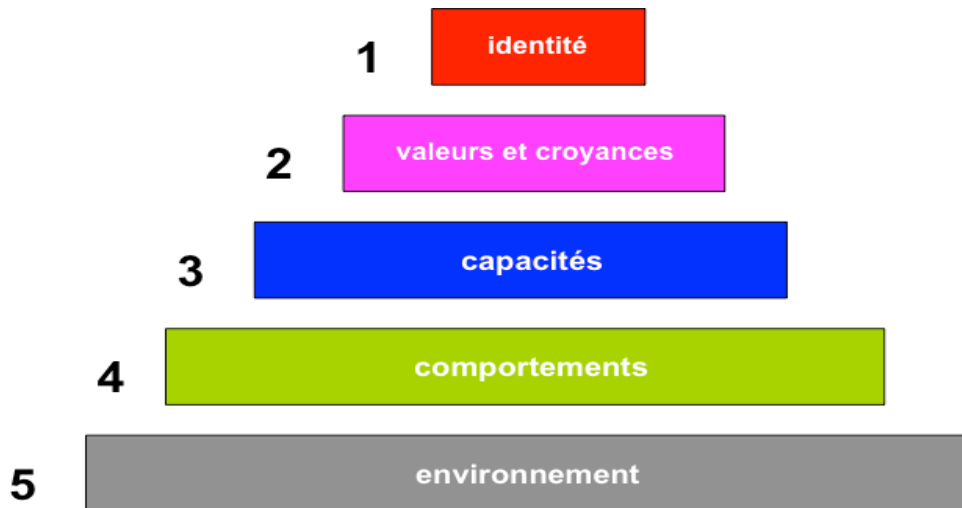 1 identité
2 valeurs et croyances
3 capacités
4 comportements
5 environnement